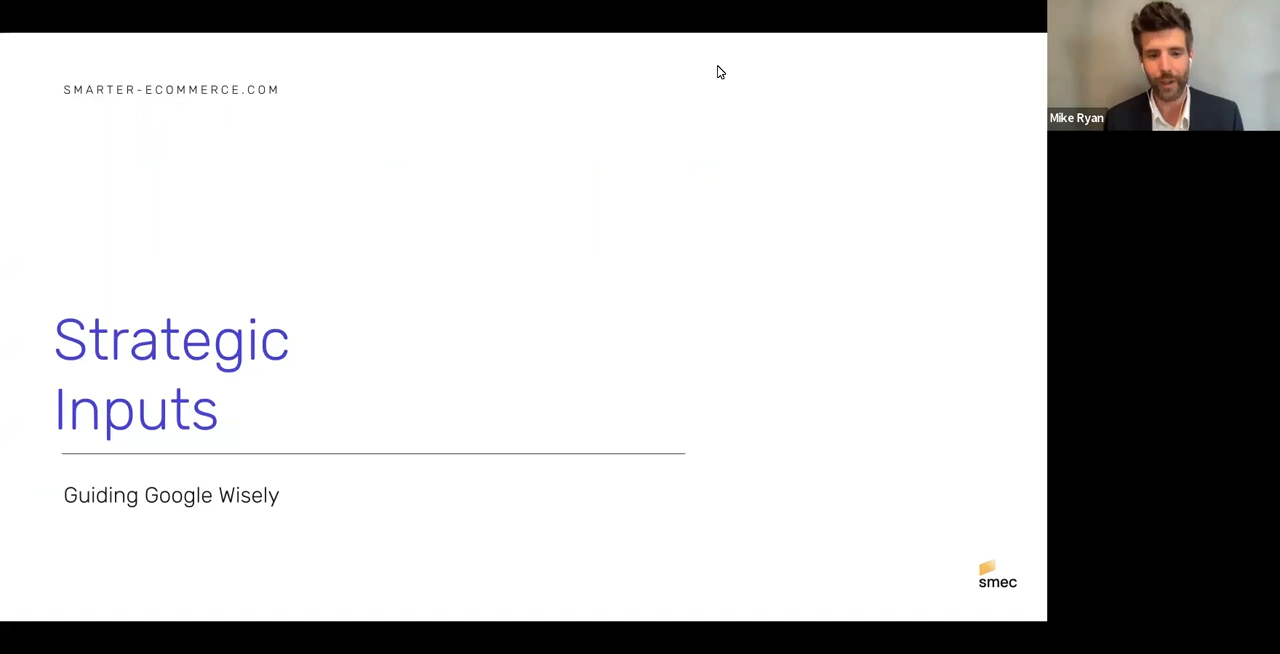 SMARTER-ECOMMERCE.COM
Mike Ryan
Strategic
Inputs
Guiding Google Wisely
smec